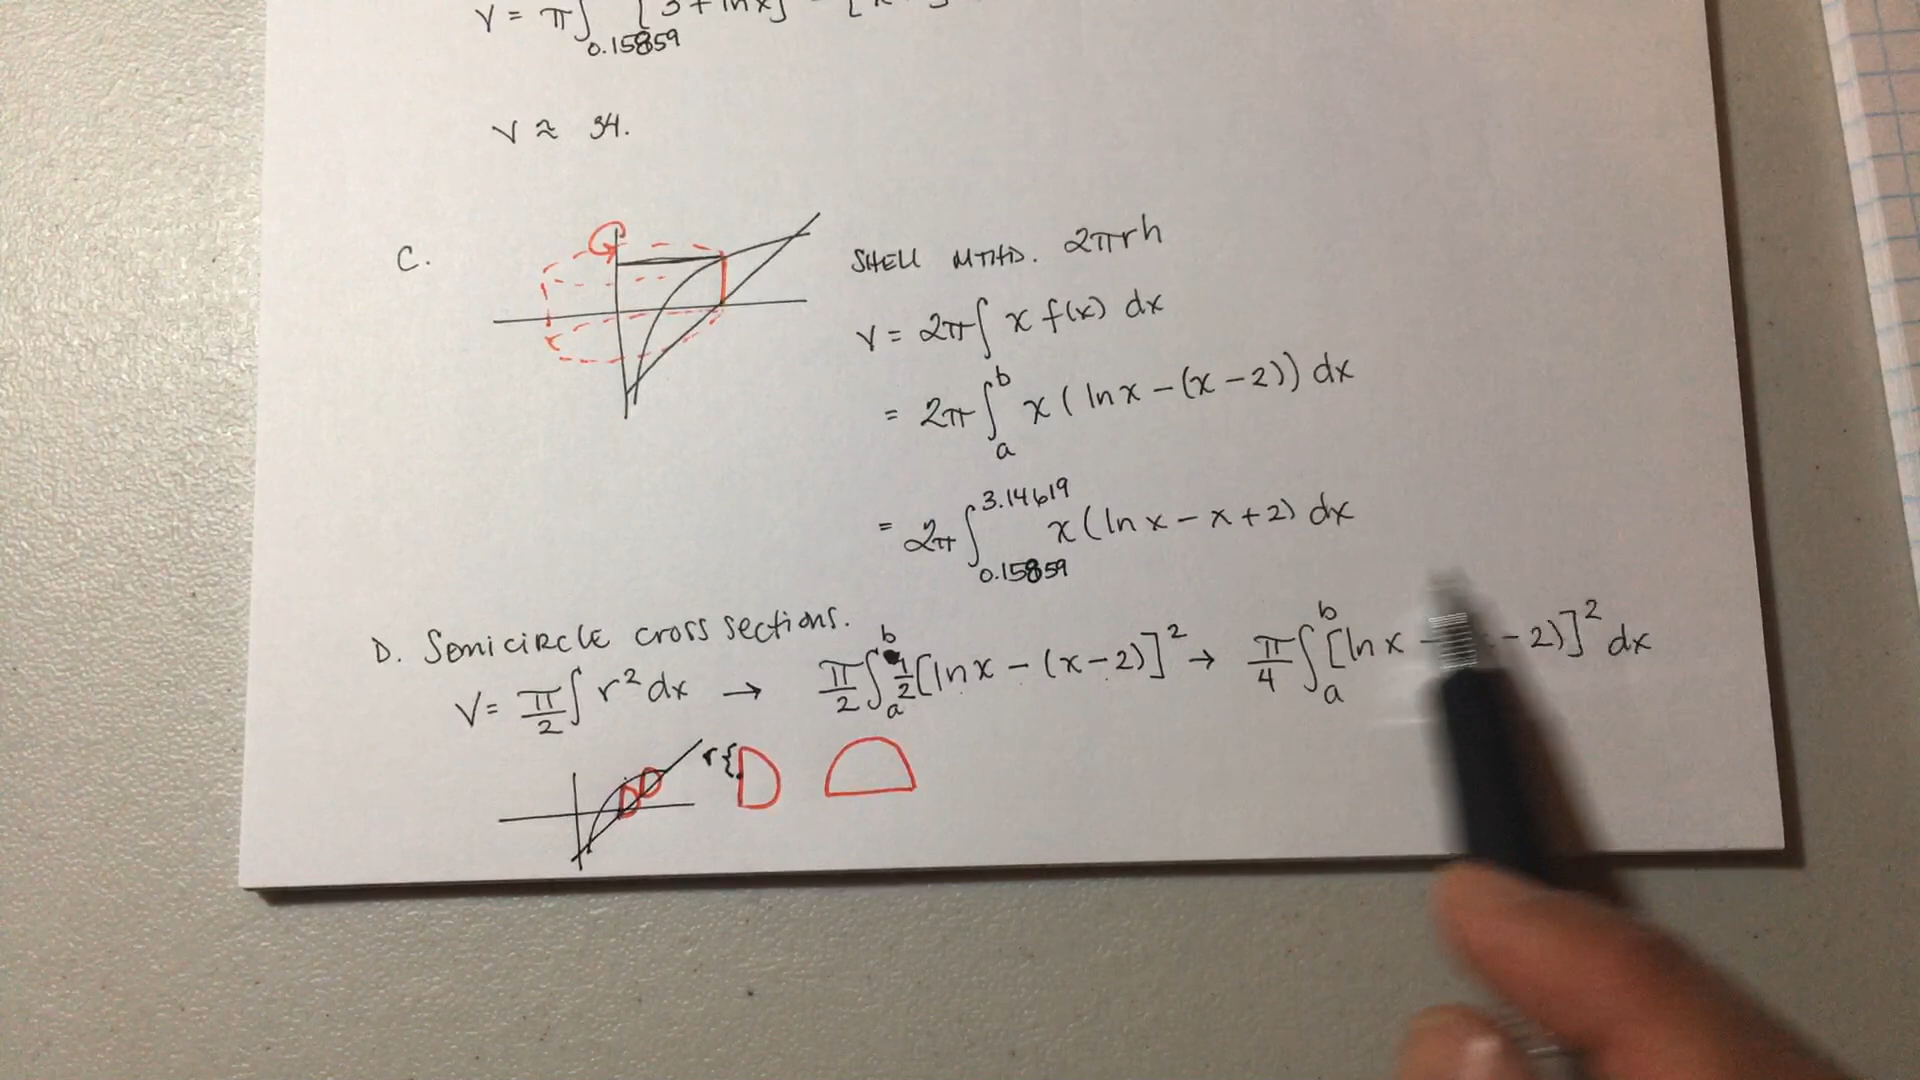 V = π∫ [3 + ln x] - [x
0.15859
V ≈ 34.
C.
SHELL MTHD. 2πrh
V = 2π∫ x f(x) dx
= 2π∫ₐᵇ x (ln x - (x - 2)) dx
= 2π∫ 3.14619 x (ln x - x + 2) dx
0.15859
D. Semicircle cross sections.
V = π/2 ∫ r² dx → π/2 ∫ₐᵇ 1/2 [ln x - (x - 2)]² → π/4 ∫ₐᵇ [ln x - - 2)]² dx
r{